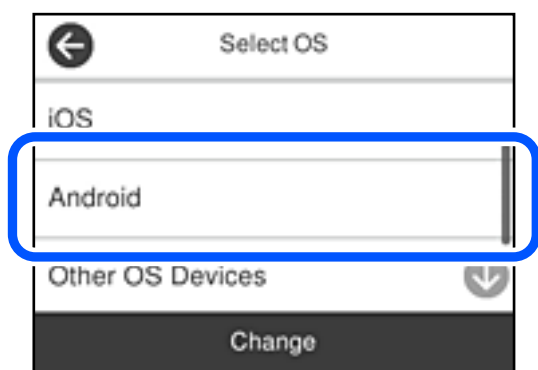 Select OS
iOS
Android
Other OS Devices
Change